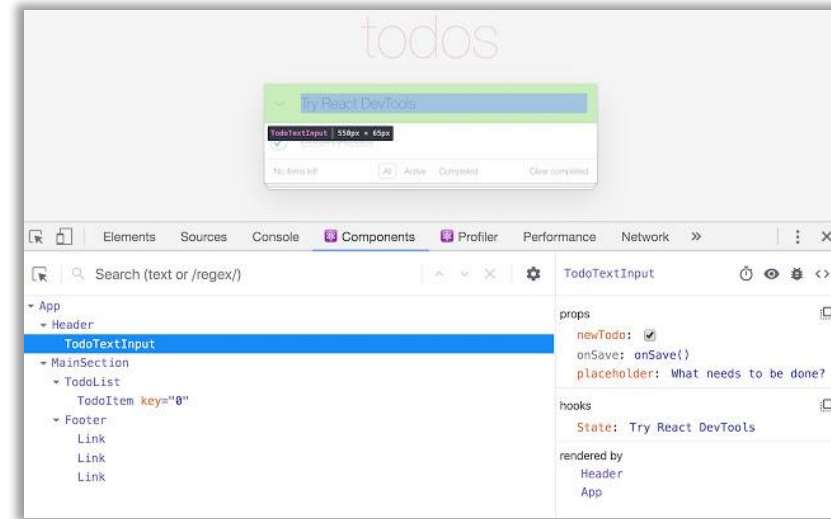 todos
Try React DevTools
TodoTextInput | 550px × 65px
No items left All Active Completed Clear completed
Elements Sources Console Components Profiler Performance Network »
Search (text or /regex/)
TodoTextInput
App
Header
TodoTextInput
MainSection
TodoList
TodoItem key="0"
Footer
Link
Link
Link
props
newTodo:
onSave: onSave()
placeholder: What needs to be done?
hooks
State: Try React DevTools
rendered by
Header
App